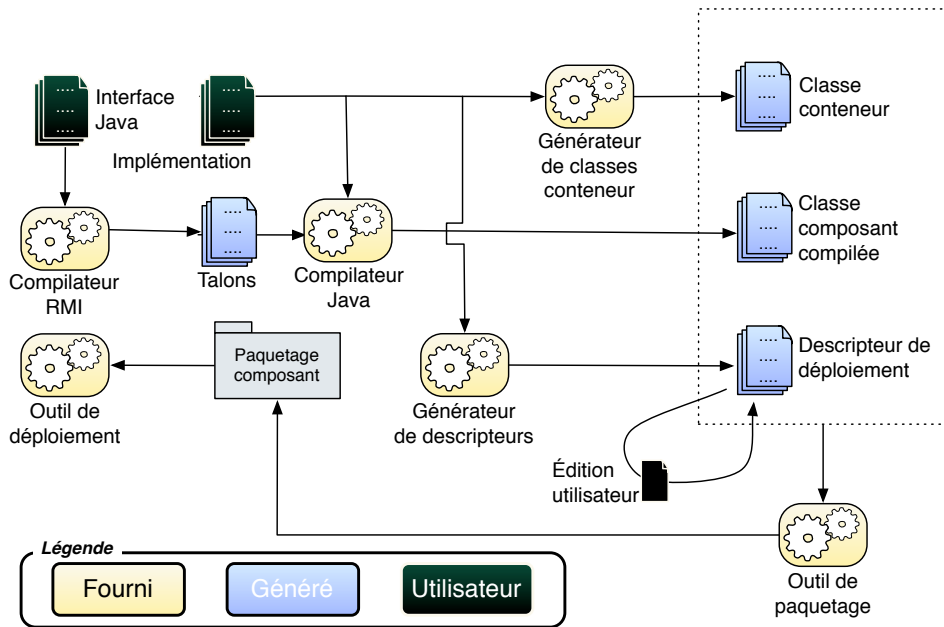 Interface
Java
Implémentation
Générateur
de classes
conteneur
Classe
conteneur
Compilateur
RMI
Talons
Compilateur
Java
Classe
composant
compilée
Outil de
déploiement
Paquetage
composant
Générateur
de descripteurs
Descripteur de
déploiement
Édition
utilisateur
Outil de
paquetage
Légende
Fourni
Généré
Utilisateur